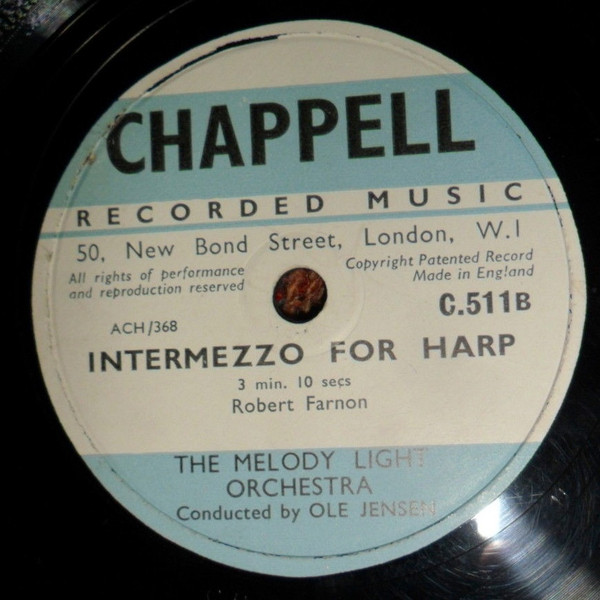 CHAPPELL
RECORDED MUSIC
50, New Bond Street, London, W.1
All rights of performance
and reproduction reserved
Copyright Patented Record
Made in England
C.511B
ACH/368
INTERMEZZO FOR HARP
3 min. 10 secs
Robert Farnon
THE MELODY LIGHT
ORCHESTRA
Conducted by OLE JENSEN